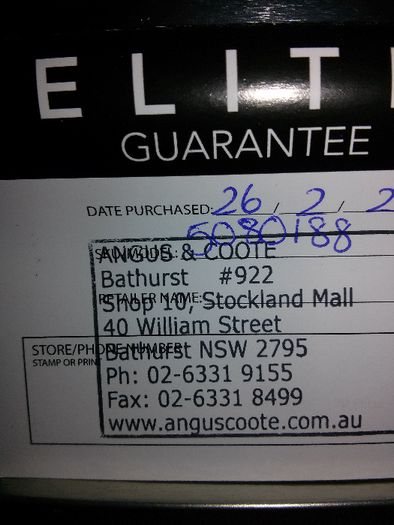 ELIT
GUARANTEE
DATE PURCHASED: 26 / 2 / 2
5080188
ANGUS & COOTE
Bathurst #922
RETAILER NAME:
Shop 10, Stockland Mall
40 William Street
STORE/PHONE NUMBER
Bathurst NSW 2795
STAMP OR PRINT
Ph: 02-6331 9155
Fax: 02-6331 8499
www.anguscoote.com.au